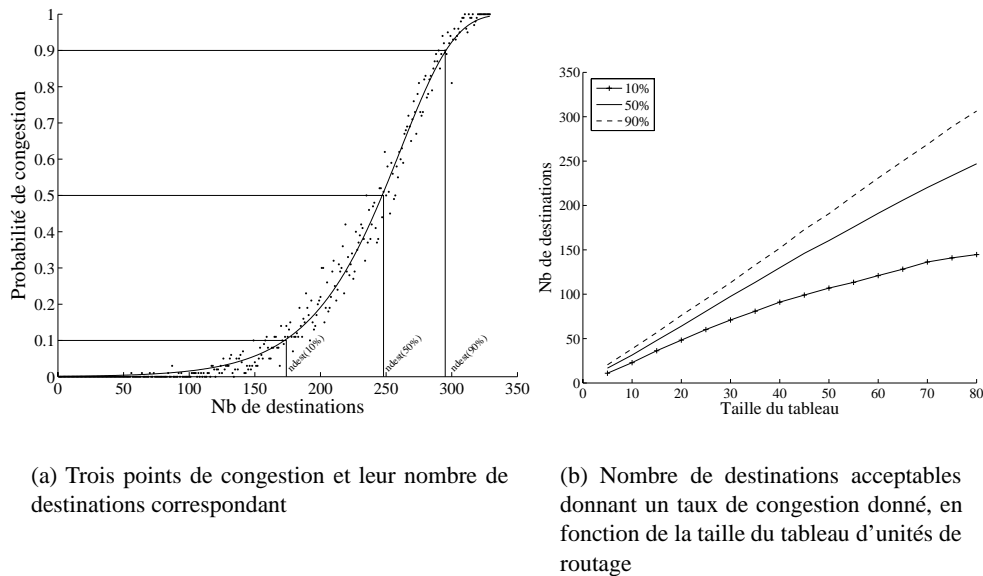 1
0.9
0.8
0.7
0.6
0.5
0.4
0.3
0.2
0.1
0
Probabilité de congestion
ndest(10%)
ndest(50%)
ndest(90%)
0 50 100 150 200 250 300 350
Nb de destinations
350
300
250
200
150
100
50
0
Nb de destinations
10%
50%
90%
0 10 20 30 40 50 60 70 80
Taille du tableau
(a) Trois points de congestion et leur nombre de
destinations correspondant
(b) Nombre de destinations acceptables
donnant un taux de congestion donné, en
fonction de la taille du tableau d'unités de
routage